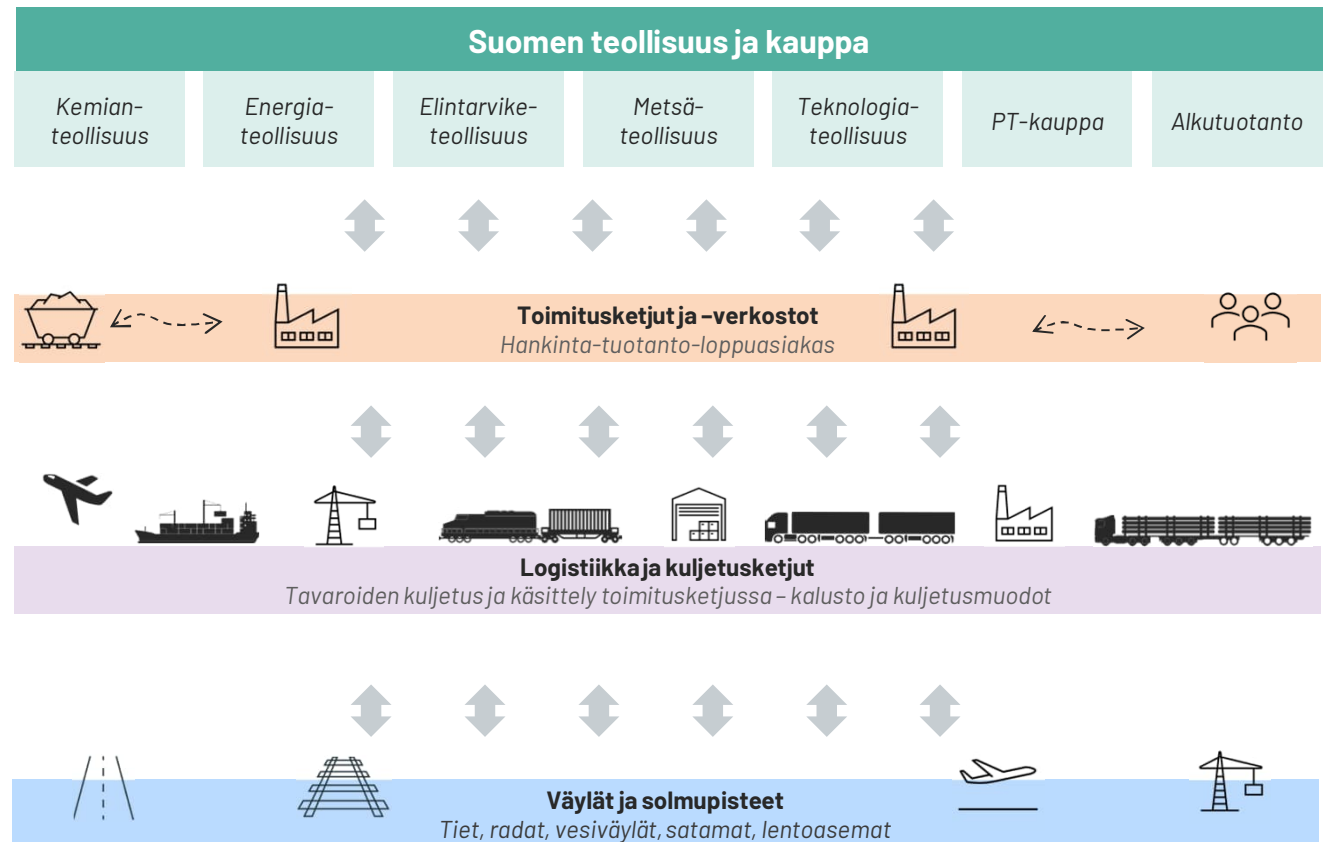 Suomen teollisuus ja kauppa
Kemian-
teollisuus
Energia-
teollisuus
Elintarvike-
teollisuus
Metsä-
teollisuus
Teknologia-
teollisuus
PT-kauppa
Alkutuotanto
Toimitusketjut ja –verkostot
Hankinta-tuotanto-loppuasiakas
Logistiikka ja kuljetusketjut
Tavaroiden kuljetus ja käsittely toimitusketjussa – kalusto ja kuljetusmuodot
Väylät ja solmupisteet
Tiet, radat, vesiväylät, satamat, lentoasemat